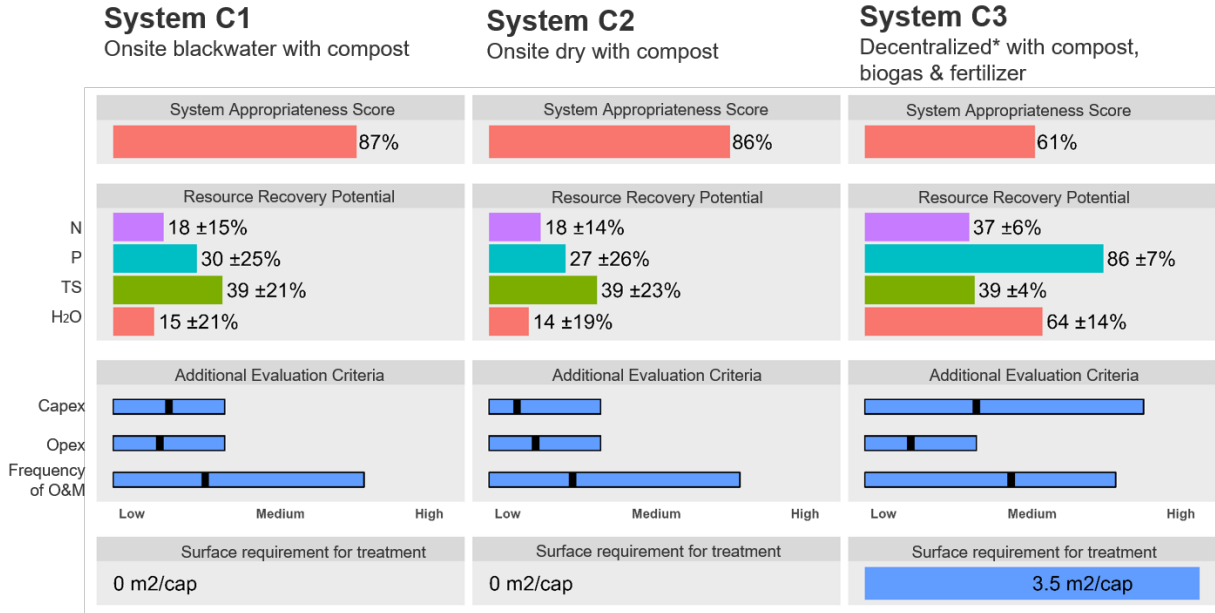 System C1
Onsite blackwater with compost
System C2
Onsite dry with compost
System C3
Decentralized* with compost,
biogas & fertilizer
System Appropriateness Score
87%
System Appropriateness Score
86%
System Appropriateness Score
61%
Resource Recovery Potential
Resource Recovery Potential
Resource Recovery Potential
N
18 ±15%
18 ±14%
37 ±6%
P
30 ±25%
27 ±26%
86 ±7%
TS
39 ±21%
39 ±23%
39 ±4%
H2O
15 ±21%
14 ±19%
64 ±14%
Additional Evaluation Criteria
Additional Evaluation Criteria
Additional Evaluation Criteria
Capex
Opex
Frequency
of O&M
Low Medium High
Low Medium High
Low Medium High
Surface requirement for treatment
0 m2/cap
Surface requirement for treatment
0 m2/cap
Surface requirement for treatment
3.5 m2/cap